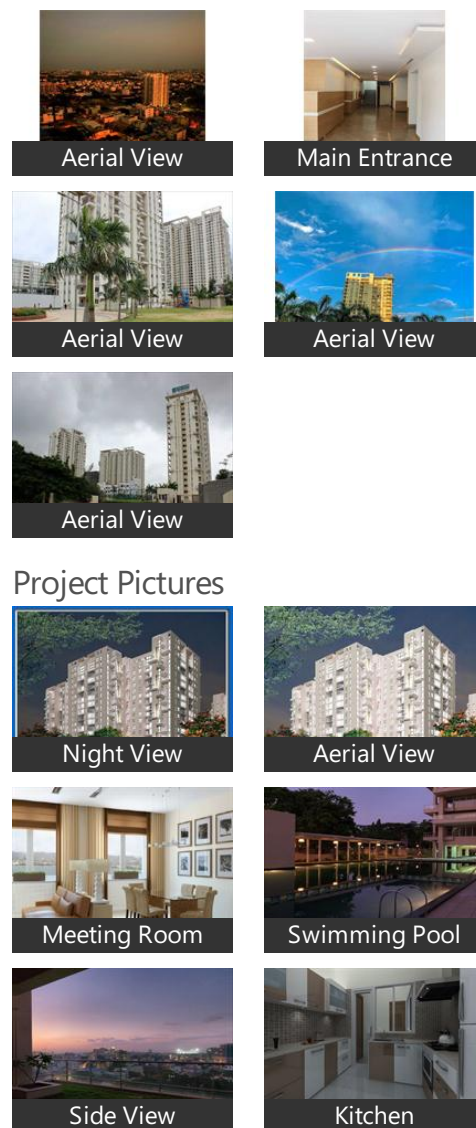 Aerial View
Main Entrance
Aerial View
Aerial View
Aerial View
Project Pictures
Night View
Aerial View
Meeting Room
Swimming Pool
Side View
Kitchen